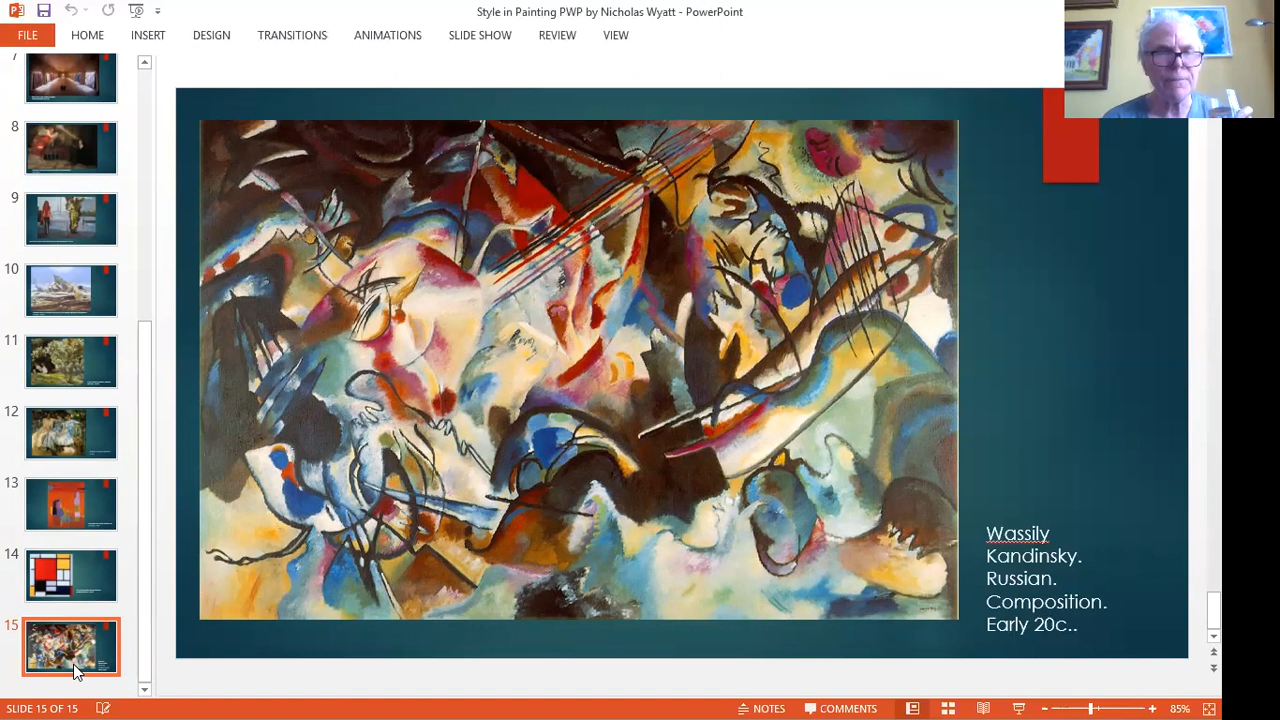 Style in Painting PWP by Nicholas Wyatt - PowerPoint
FILE HOME INSERT DESIGN TRANSITIONS ANIMATIONS SLIDE SHOW REVIEW VIEW
7
8
9
10
11
12
13
14
15
Wassily
Kandinsky.
Russian.
Composition.
Early 20c..
SLIDE 15 OF 15 NOTES COMMENTS 85%